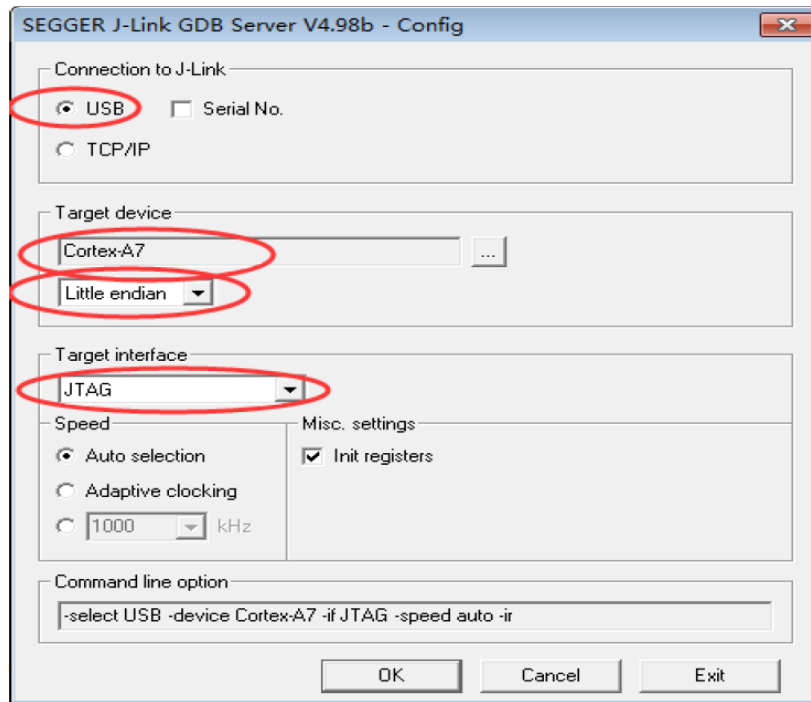 SEGGER J-Link GDB Server V4.98b - Config
Connection to J-Link
USB Serial No.
TCP/IP
Target device
Cortex-A7
...
Little endian
Target interface
JTAG
Speed Misc. settings
Auto selection Init registers
Adaptive clocking
1000 kHz
Command line option
-select USB -device Cortex-A7 -if JTAG -speed auto -ir
OK Cancel Exit